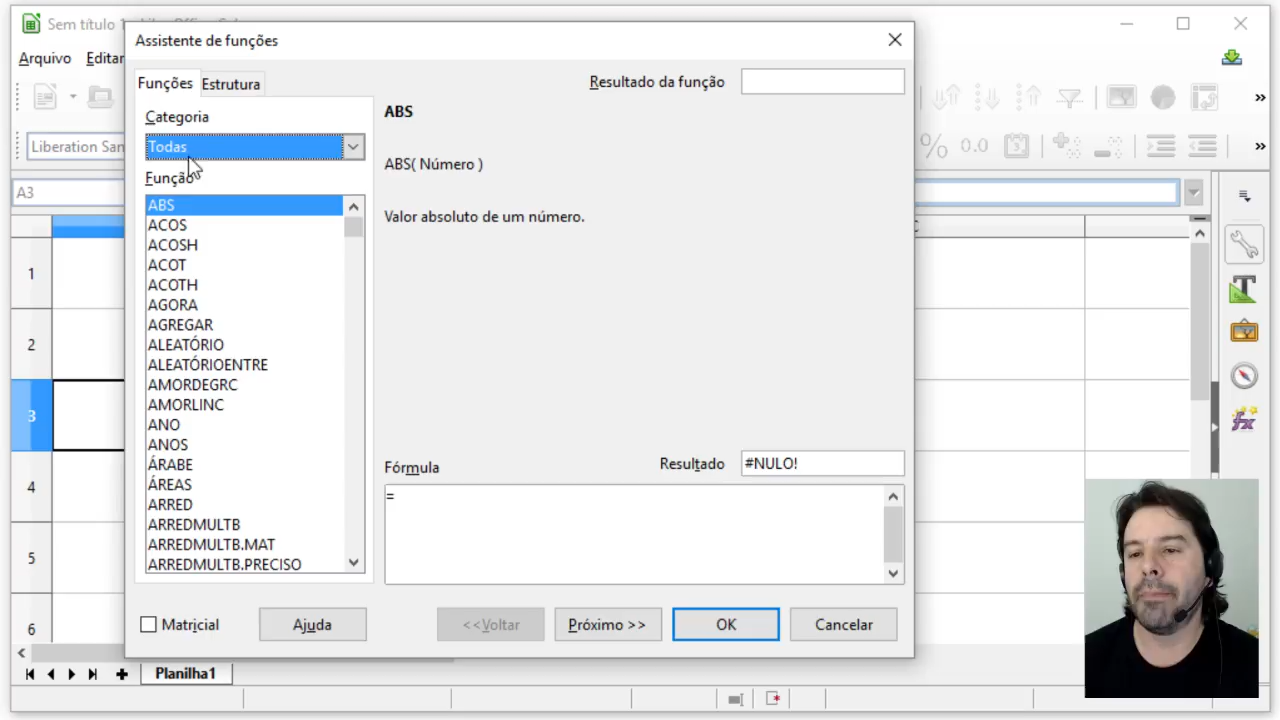 Sem título 1
Assistente de funções
Arquivo
Editar
Funções
Estrutura
Resultado da função
Categoria
ABS
Liberation San
Todas
ABS( Número )
% 0.0
Função
A3
Valor absoluto de um número.
ABS
ACOS
C
ACOSH
ACOT
1
ACOTH
AGORA
AGREGAR
2
ALEATÓRIO
ALEATÓRIOENTRE
AMORDEGRC
AMORLINC
3
ANO
ANOS
ÁRABE
Fórmula
Resultado
#NULO!
ÁREAS
4
=
ARRED
ARREDMULTB
ARREDMULTB.MAT
5
ARREDMULTB.PRECISO
6
Matricial
Ajuda
<<Voltar
Próximo >>
OK
Cancelar
Planilha1